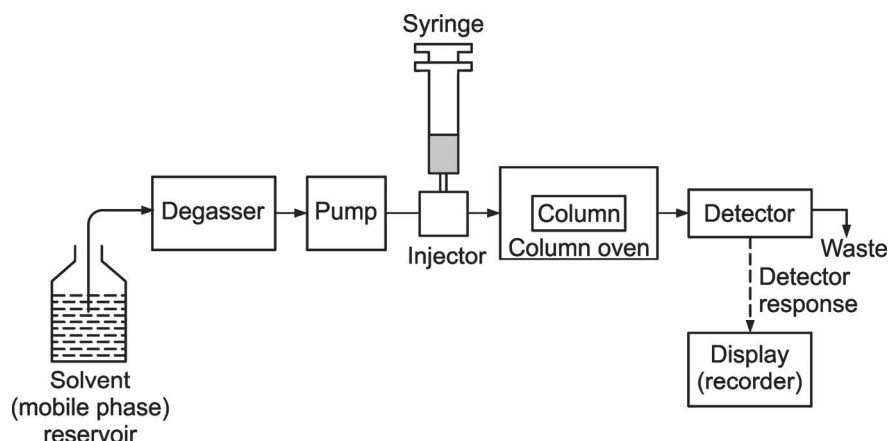 Syringe
Degasser
Pump
Injector
Column
Column oven
Detector
Waste
Detector
response
Display
(recorder)
Solvent
(mobile phase)
reservoir